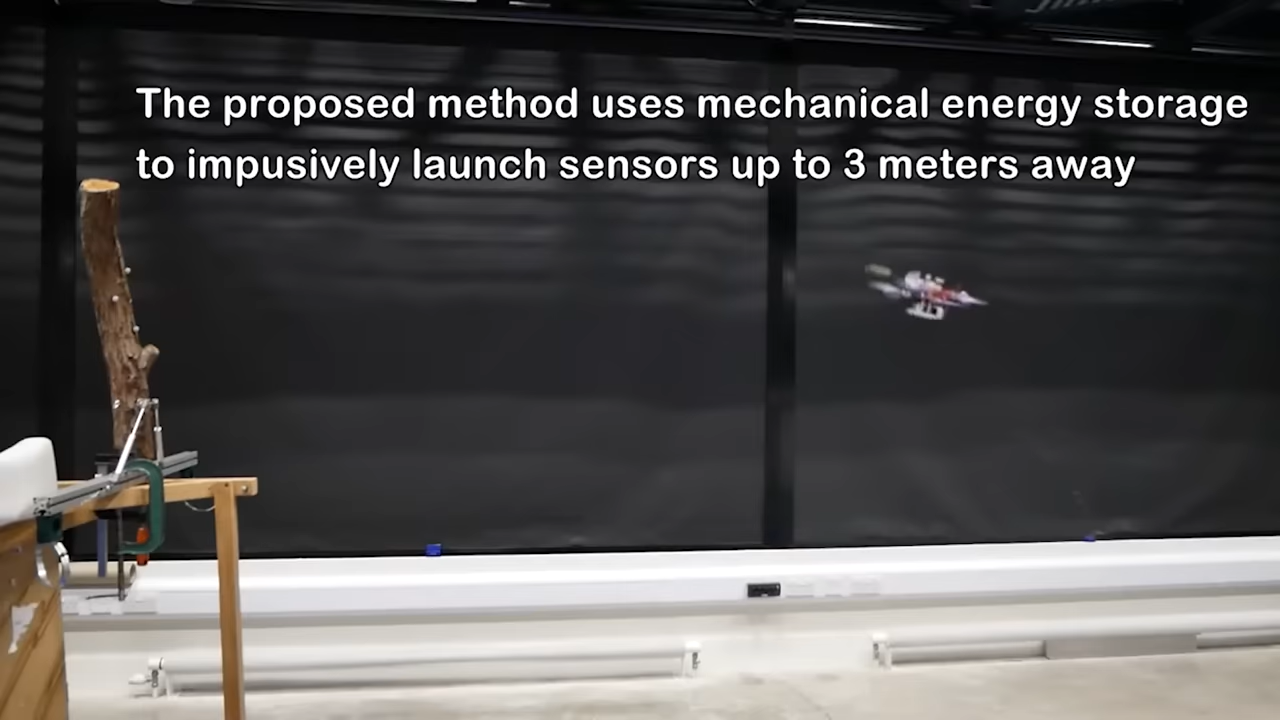 The proposed method uses mechanical energy storage
to impusively launch sensors up to 3 meters away